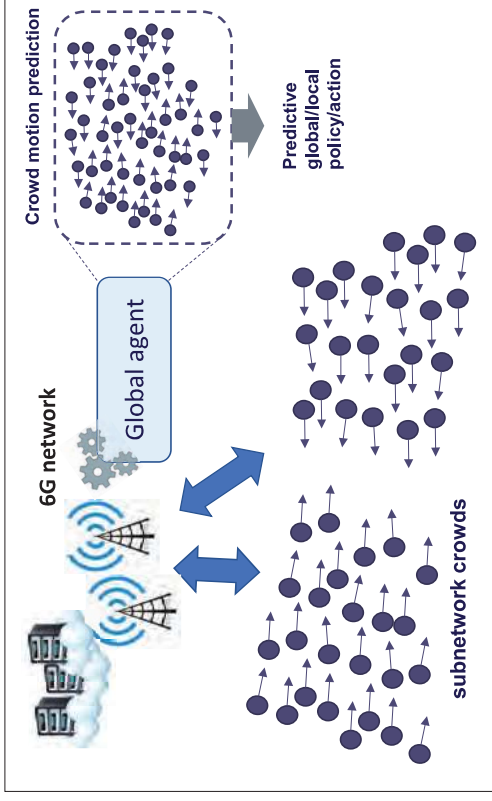 6G network
Global agent
Crowd motion prediction
Predictive
global/local
policy/action
subnetwork crowds